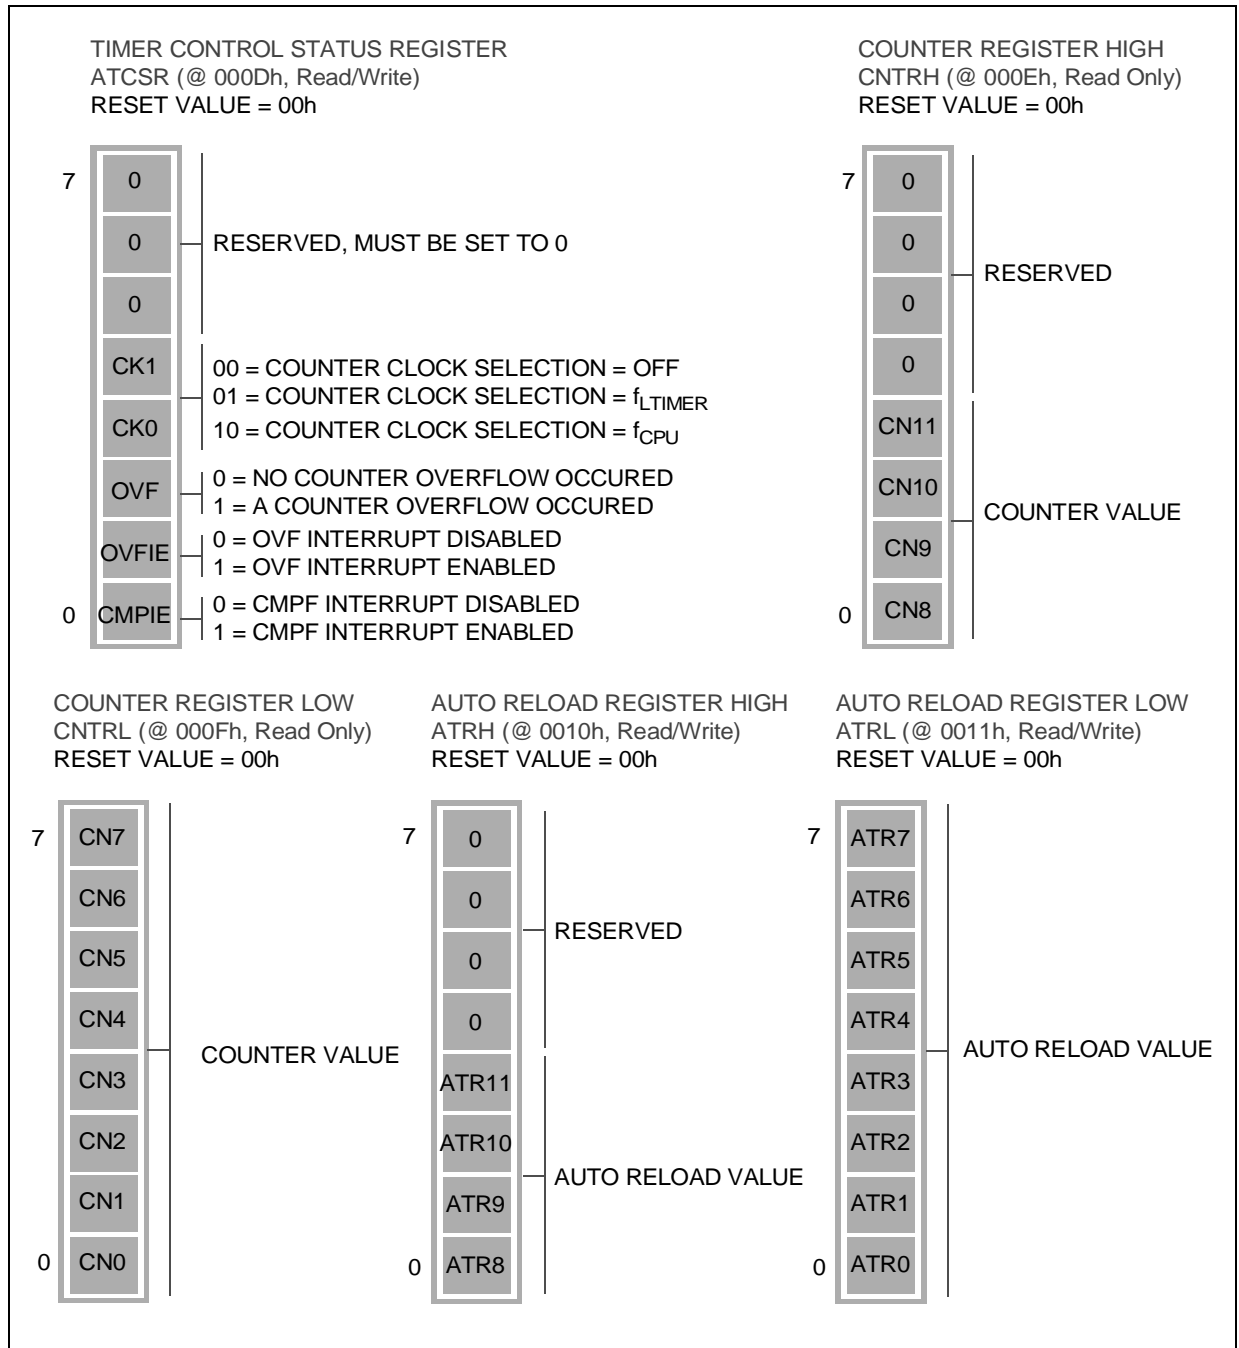 TIMER CONTROL STATUS REGISTER
ATCSR (@ 000Dh, Read/Write)
RESET VALUE = 00h
7
0
0
0
CK1
CK0
OVF
OVFIE
CMPIE
0
RESERVED, MUST BE SET TO 0
00 = COUNTER CLOCK SELECTION = OFF
01 = COUNTER CLOCK SELECTION = fLTIMER
10 = COUNTER CLOCK SELECTION = fCPU
0 = NO COUNTER OVERFLOW OCCURED
1 = A COUNTER OVERFLOW OCCURED
0 = OVF INTERRUPT DISABLED
1 = OVF INTERRUPT ENABLED
0 = CMPF INTERRUPT DISABLED
1 = CMPF INTERRUPT ENABLED
COUNTER REGISTER HIGH
CNTRH (@ 000Eh, Read Only)
RESET VALUE = 00h
7
0
0
0
0
CN11
CN10
CN9
CN8
0
RESERVED
COUNTER VALUE
COUNTER REGISTER LOW
CNTRL (@ 000Fh, Read Only)
RESET VALUE = 00h
7
CN7
CN6
CN5
CN4
CN3
CN2
CN1
CN0
0
COUNTER VALUE
AUTO RELOAD REGISTER HIGH
ATRH (@ 0010h, Read/Write)
RESET VALUE = 00h
7
0
0
0
0
ATR11
ATR10
ATR9
ATR8
0
RESERVED
AUTO RELOAD VALUE
AUTO RELOAD REGISTER LOW
ATRL (@ 0011h, Read/Write)
RESET VALUE = 00h
7
ATR7
ATR6
ATR5
ATR4
ATR3
ATR2
ATR1
ATR0
0
AUTO RELOAD VALUE